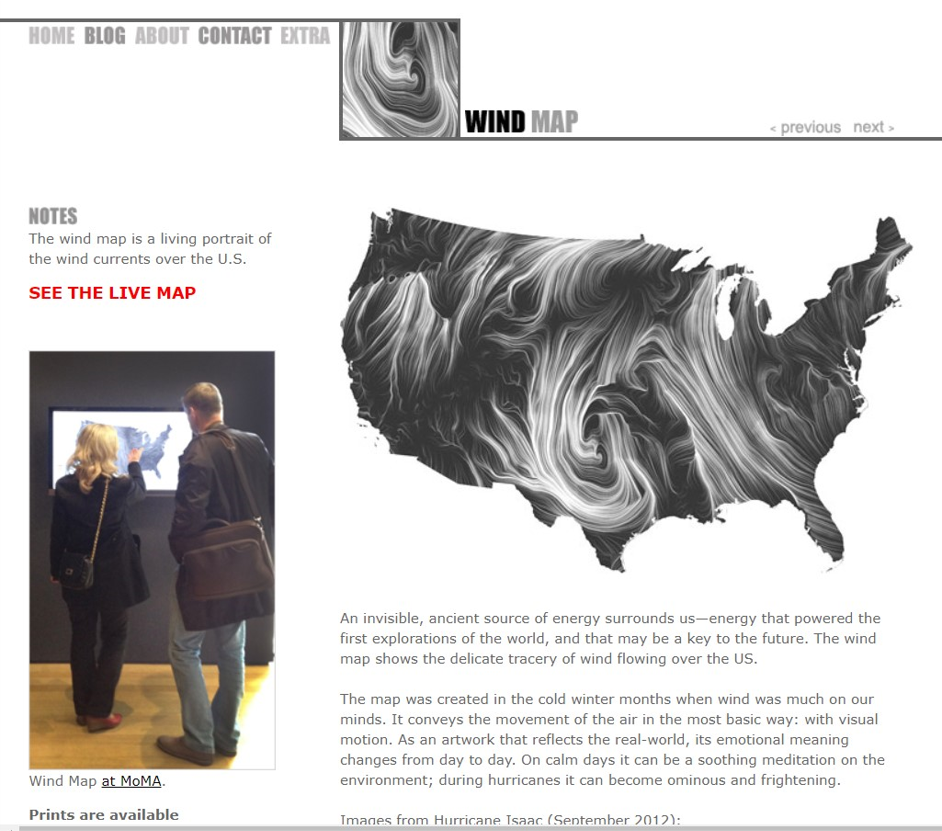 HOME BLOG ABOUT CONTACT EXTRA
WIND MAP
< previous next >
NOTES
The wind map is a living portrait of
the wind currents over the U.S.
SEE THE LIVE MAP
Wind Map at MoMA.
Prints are available
An invisible, ancient source of energy surrounds us—energy that powered the
first explorations of the world, and that may be a key to the future. The wind
map shows the delicate tracery of wind flowing over the US.
The map was created in the cold winter months when wind was much on our
minds. It conveys the movement of the air in the most basic way: with visual
motion. As an artwork that reflects the real-world, its emotional meaning
changes from day to day. On calm days it can be a soothing meditation on the
environment; during hurricanes it can become ominous and frightening.
Images from Hurricane Isaac (September 2012):